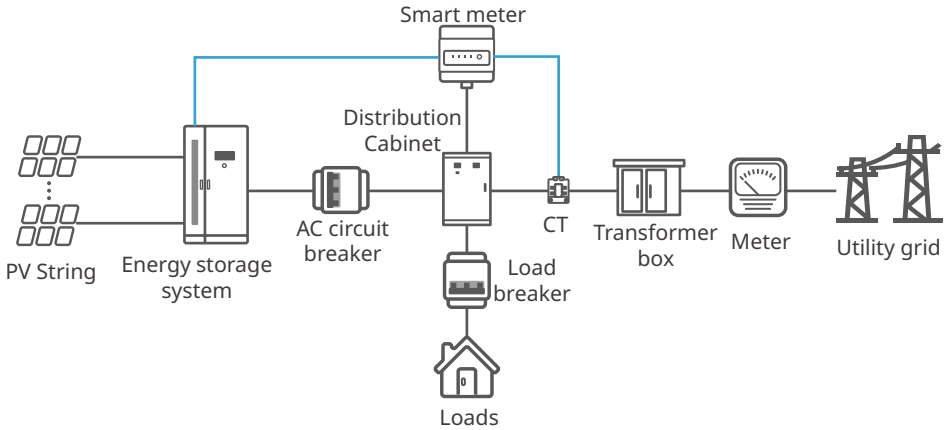 Smart meter
Distribution
Cabinet
PV String
Energy storage
system
AC circuit
breaker
CT
Transformer
box
Meter
Utility grid
Load
breaker
Loads